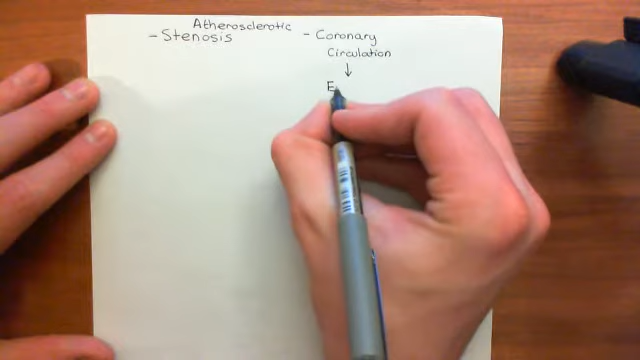 Atherosclerotic
- Stenosis - Coronary
Circulation
↓
E